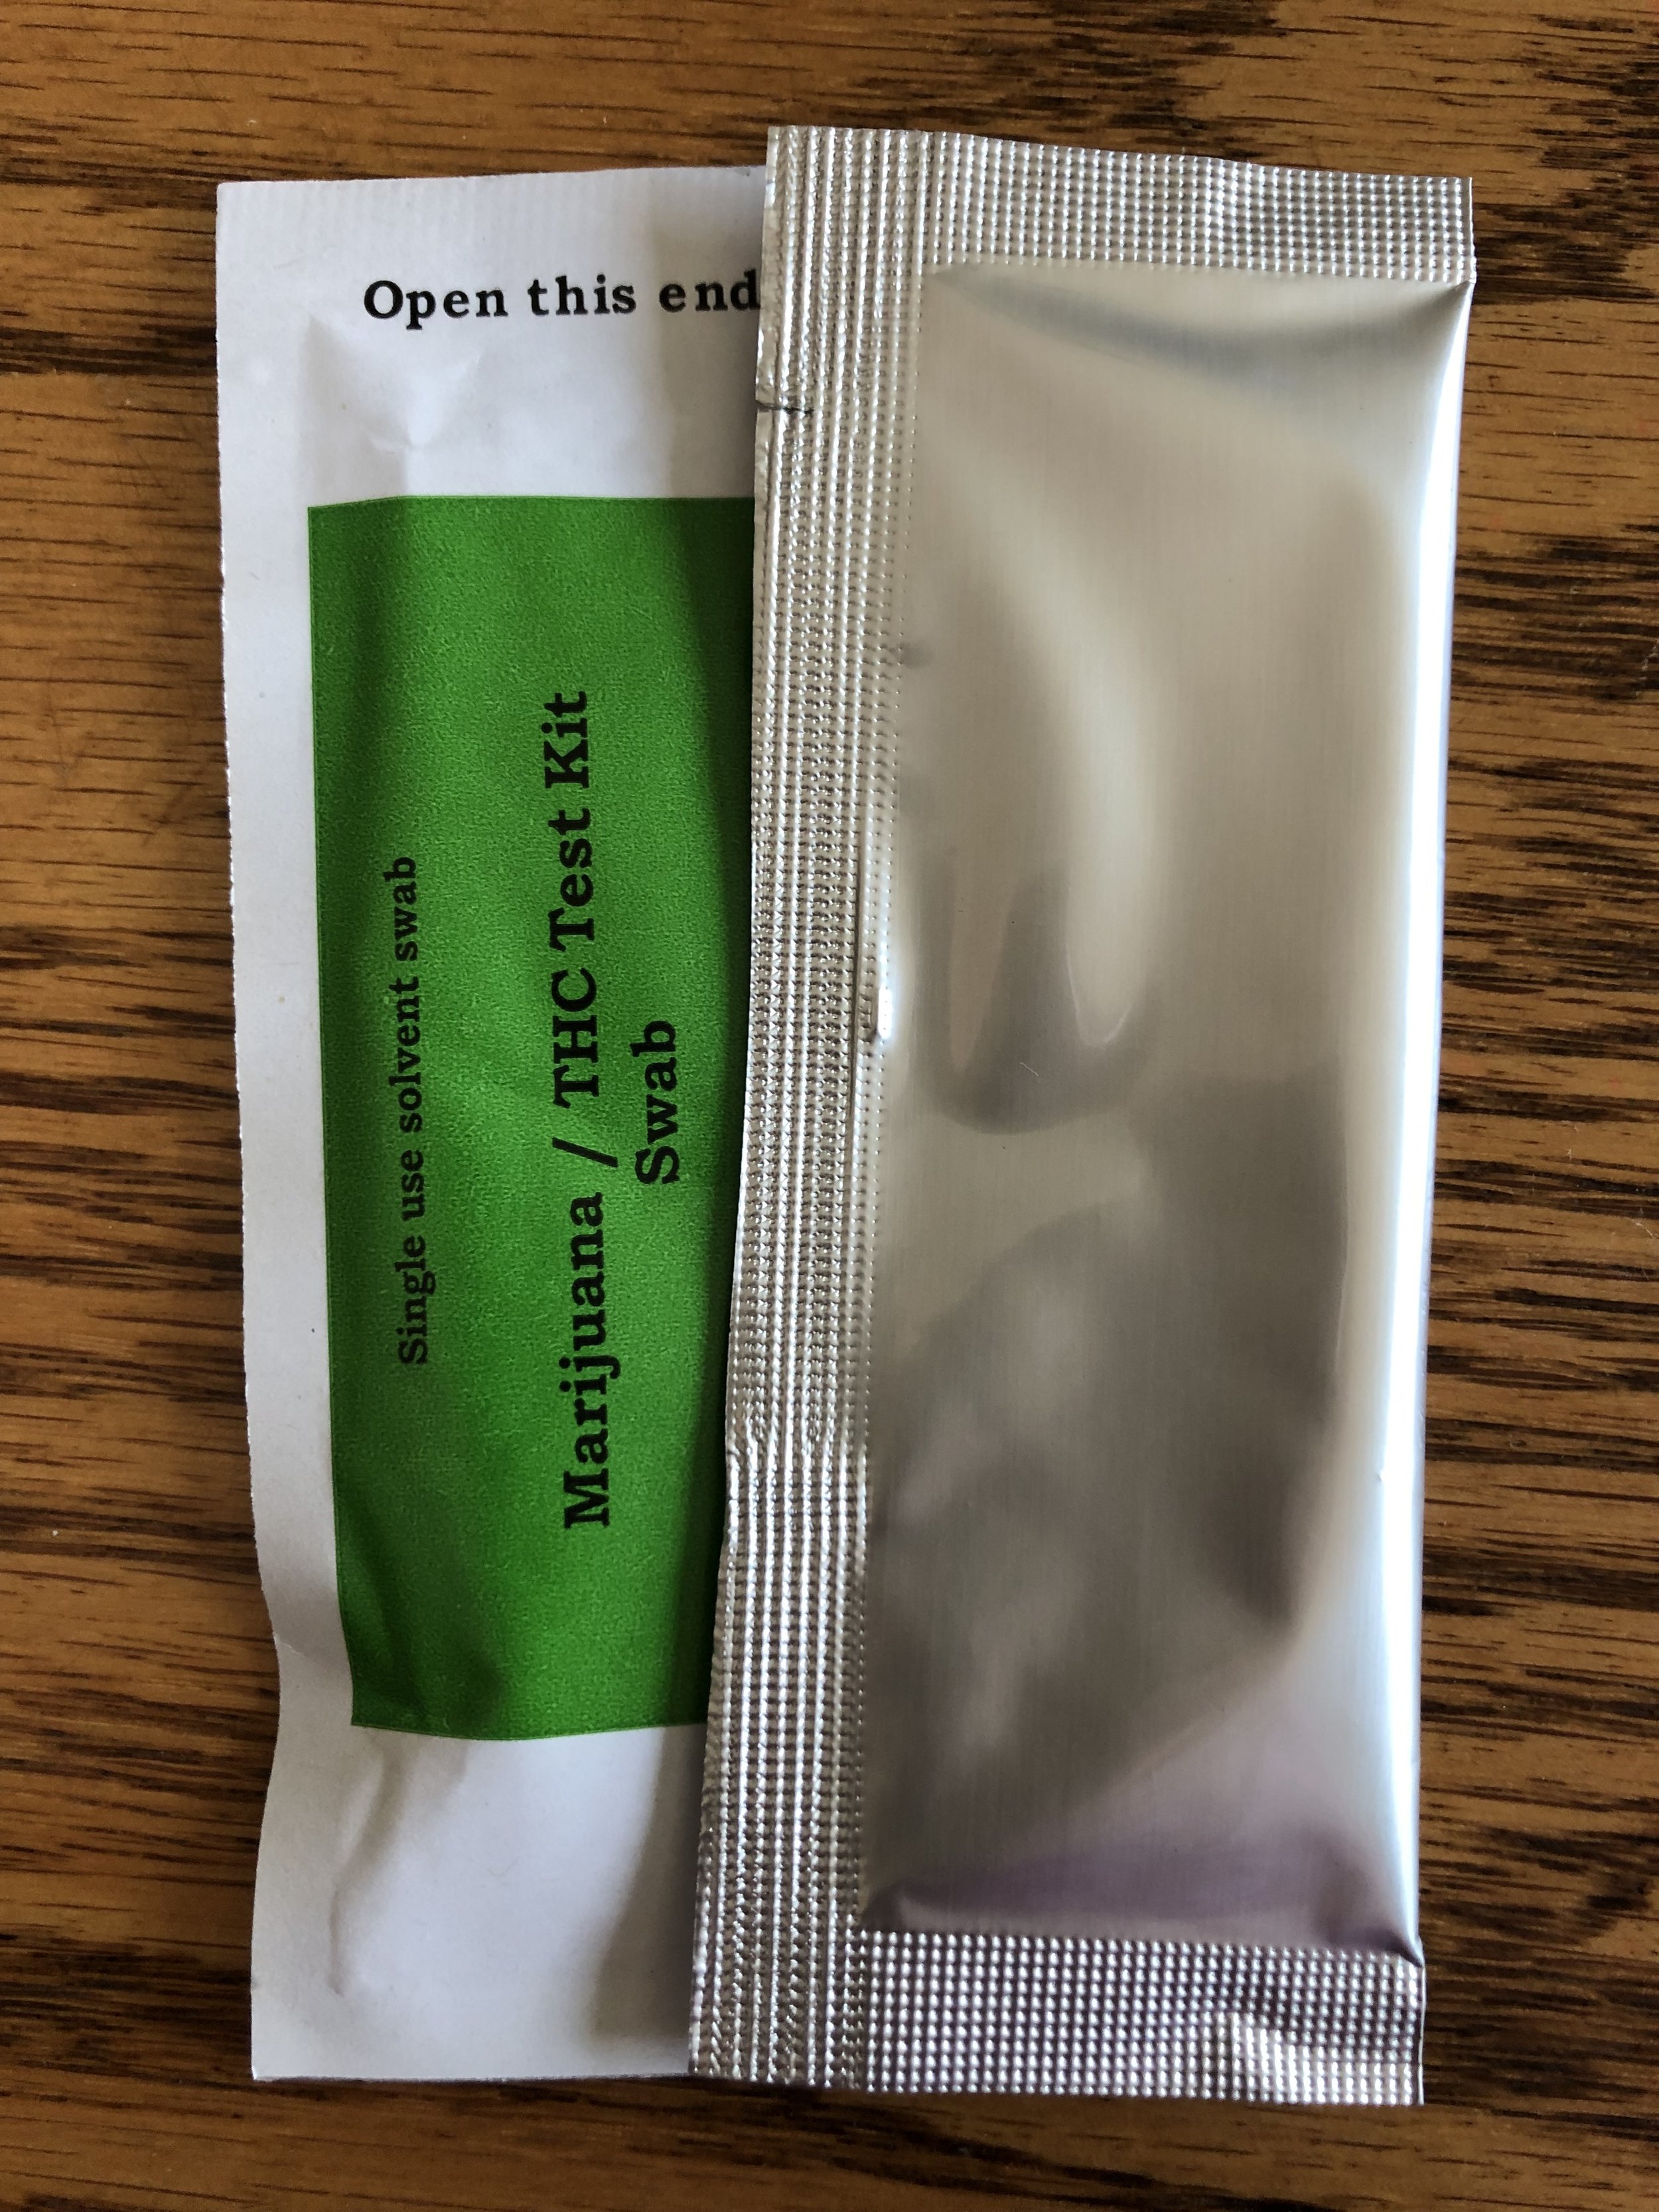 Open this end
Single use solvent swab
Marijuana / THC Test Kit
Swab